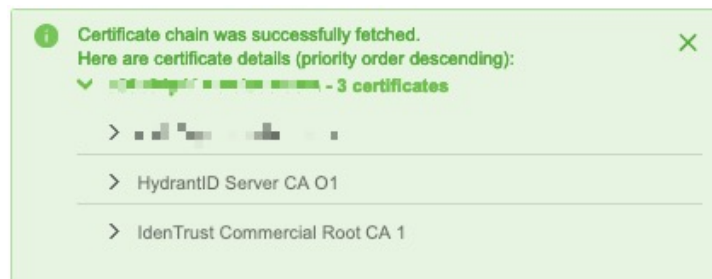 Certificate chain was successfully fetched.
Here are certificate details (priority order descending):
- 3 certificates
HydrantID Server CA O1
IdenTrust Commercial Root CA 1